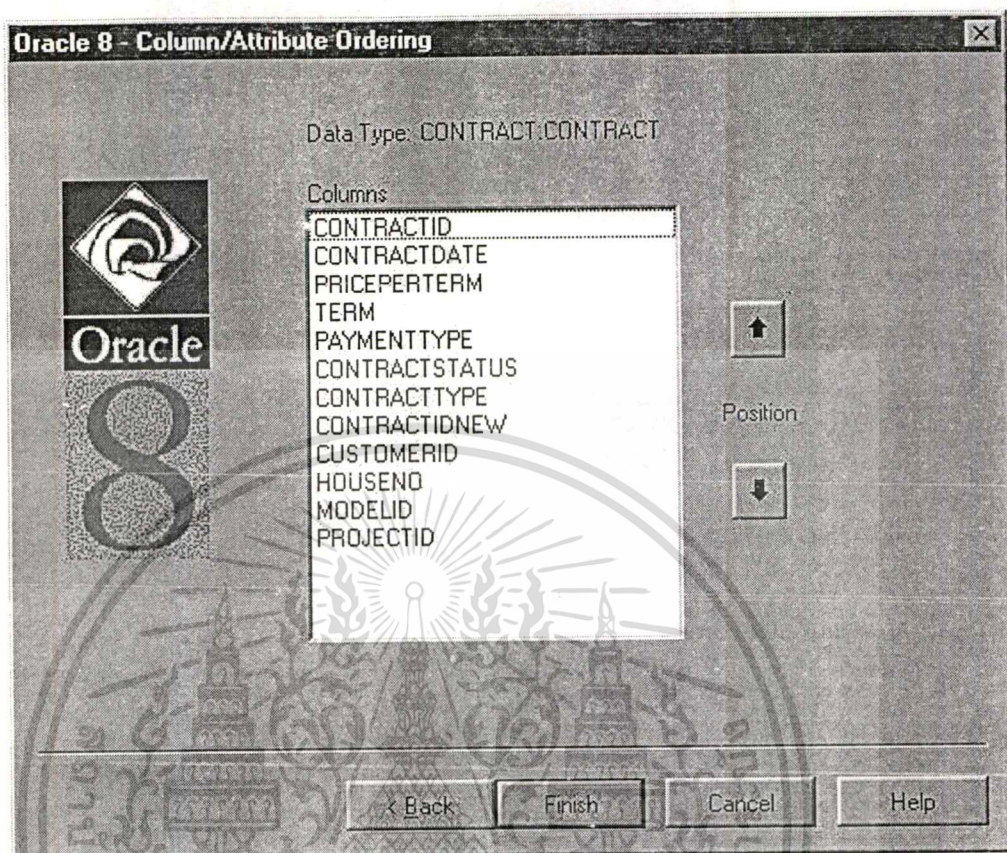 Oracle 8 - Column/Attribute Ordering
Data Type: CONTRACT:CONTRACT
Columns
CONTRACTID
CONTRACTDATE
PRICEPERTERM
TERM
PAYMENTTYPE
CONTRACTSTATUS
CONTRACTTYPE
CONTRACTIDNEW
CUSTOMERID
HOUSENO
MODELID
PROJECTID
Oracle
8
Position
< Back
Finish
Cancel
Help